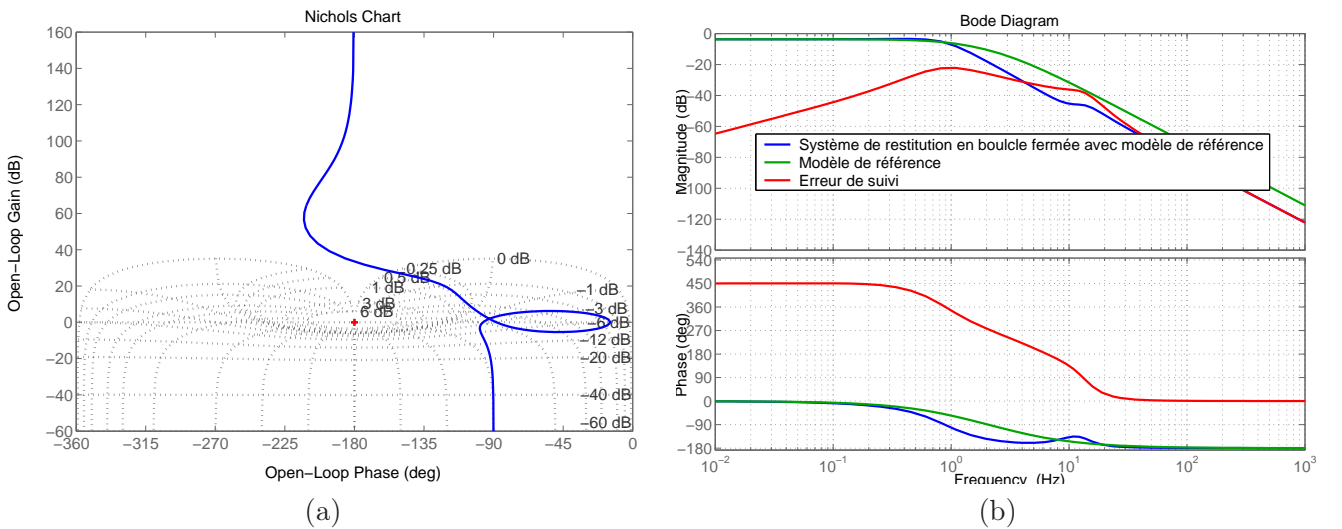 Nichols Chart
Open−Loop Gain (dB)
160
140
120
100
80
60
40
20
0
−20
−40
−60
0 dB
0.25 dB
0.5 dB
1 dB
3 dB
6 dB
−1 dB
−3 dB
−6 dB
−12 dB
−20 dB
−40 dB
−60 dB
−360 −315 −270 −225 −180 −135 −90 −45 0
Open−Loop Phase (deg)
(a)
Bode Diagram
Magnitude (dB)
0
−20
−40
−60
−80
−100
−120
−140
Système de restitution en boulcle fermée avec modèle de référence
Modèle de référence
Erreur de suivi
Phase (deg)
540
450
360
270
180
90
0
−90
−180
10−2 10−1 100 101 102 103
Frequency (Hz)
(b)